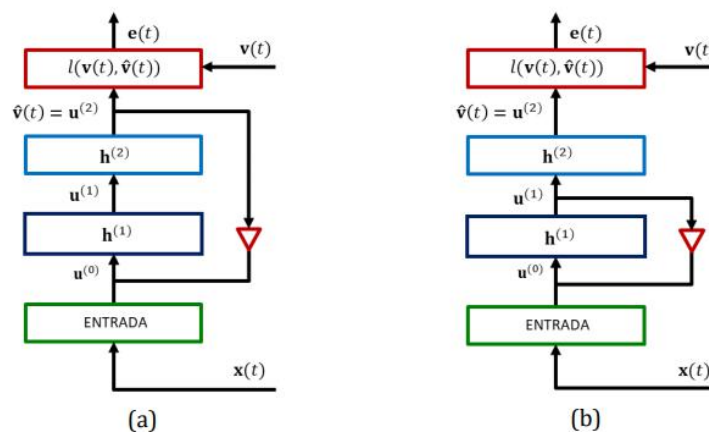 e(t)
l(v(t), v̂(t))
v(t)
v̂(t) = u⁽²⁾
h⁽²⁾
u⁽¹⁾
h⁽¹⁾
u⁽⁰⁾
ENTRADA
x(t)
(a)
e(t)
l(v(t), v̂(t))
v(t)
v̂(t) = u⁽²⁾
h⁽²⁾
u⁽¹⁾
h⁽¹⁾
u⁽⁰⁾
ENTRADA
x(t)
(b)